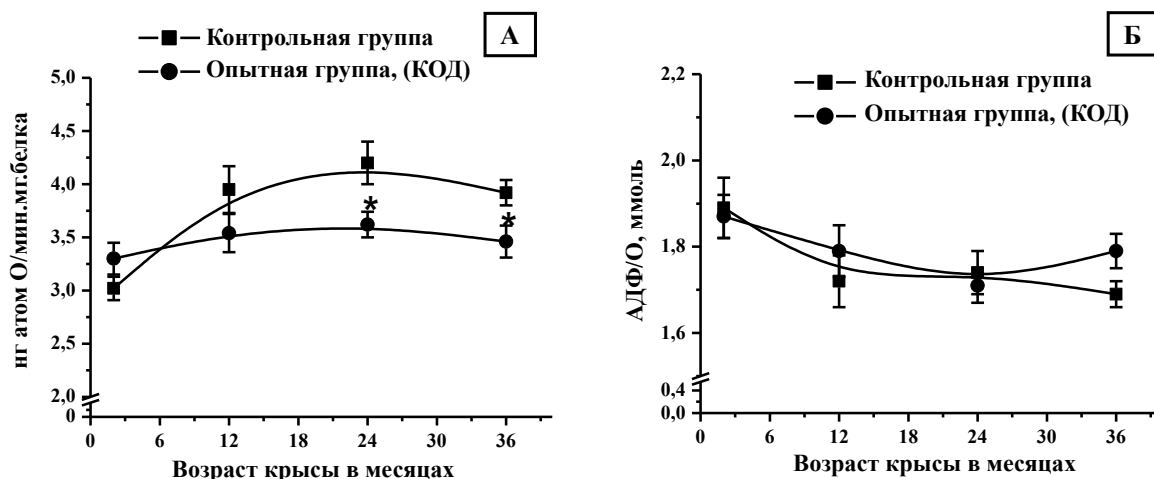 А
Контрольная группа
Опытная группа, (КОД)
5,0
4,5
4,0
3,5
3,0
2,5
2,0
0
нг атом О/мин.мг.белка
*
*
0 6 12 18 24 30 36
Возраст крысы в месяцах
Б
Контрольная группа
Опытная группа, (КОД)
2,2
2,0
1,8
1,6
0,4
0,0
АДФ/О, ммоль
0 6 12 18 24 30 36
Возраст крысы в месяцах